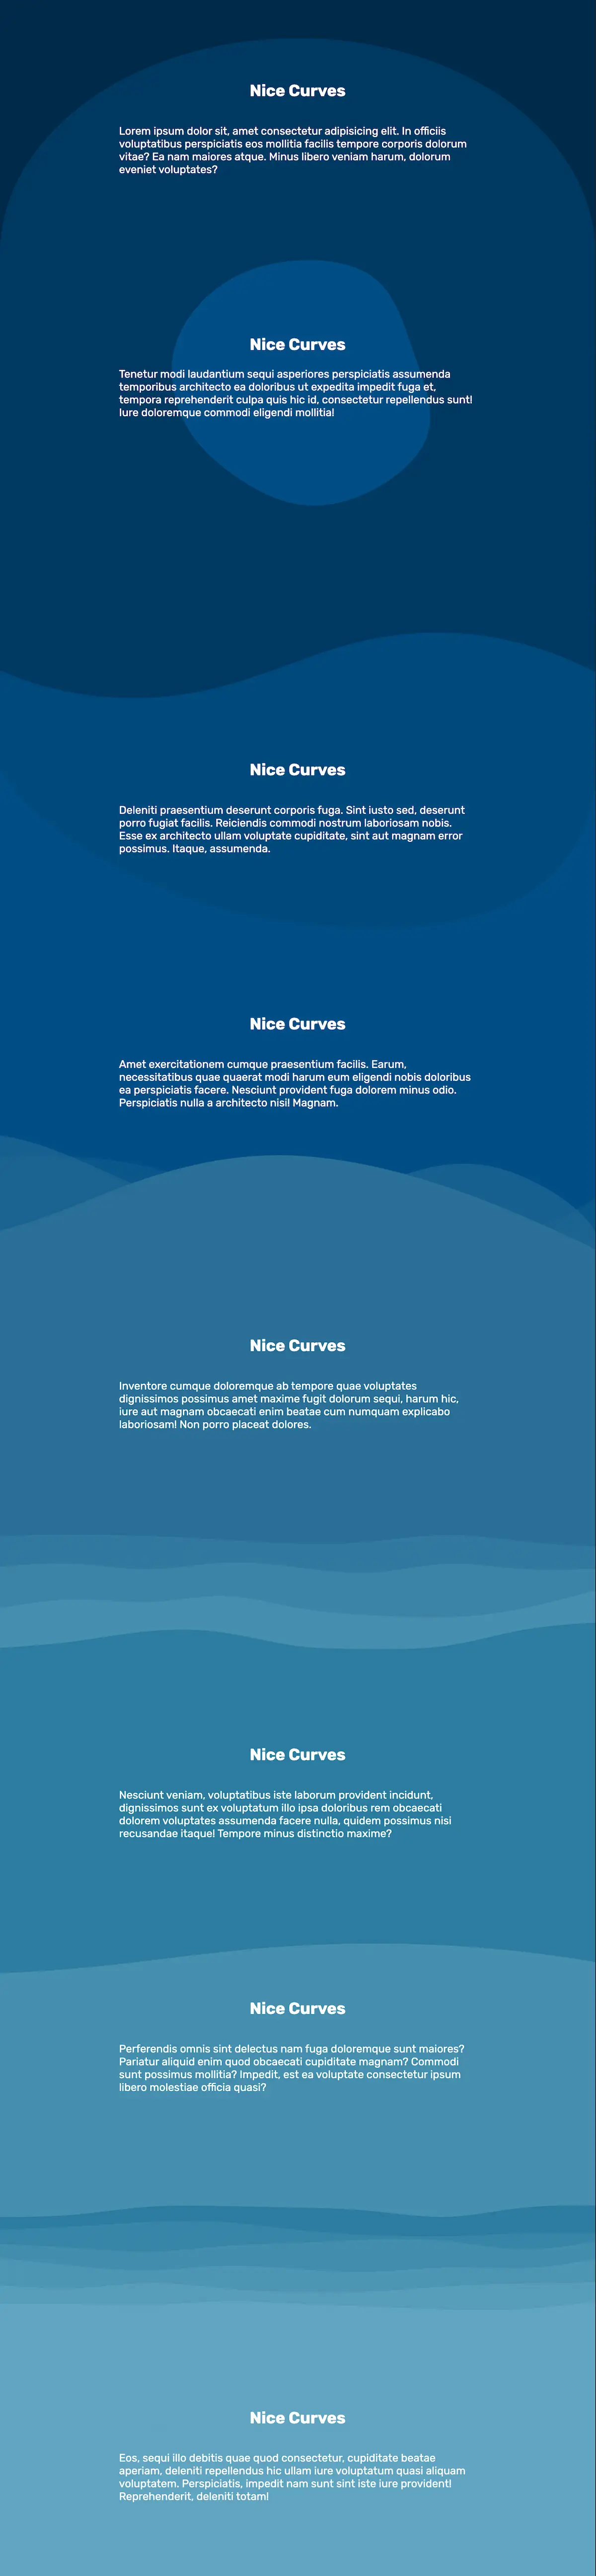 Nice Curves
Lorem ipsum dolor sit, amet consectetur adipisicing elit. In officiis
voluptatibus perspiciatis eos mollitia facilis tempore corporis dolorum
vitae? Ea nam maiores atque. Minus libero veniam harum, dolorum
eveniet voluptates?
Nice Curves
Tenetur modi laudantium sequi asperiores perspiciatis assumenda
temporibus architecto ea doloribus ut expedita impedit fuga et,
tempora reprehenderit culpa quis hic id, consectetur repellendus sunt!
Iure doloremque commodi eligendi mollitia!
Nice Curves
Deleniti praesentium deserunt corporis fuga. Sint iusto sed, deserunt
porro fugiat facilis. Reiciendis commodi nostrum laboriosam nobis.
Esse ex architecto ullam voluptate cupiditate, sint aut magnam error
possimus. Itaque, assumenda.
Nice Curves
Amet exercitationem cumque praesentium facilis. Earum,
necessitatibus quae quaerat modi harum eum eligendi nobis doloribus
ea perspiciatis facere. Nesciunt provident fuga dolorem minus odio.
Perspiciatis nulla a architecto nisi! Magnam.
Nice Curves
Inventore cumque doloremque ab tempore quae voluptates
dignissimos possimus amet maxime fugit dolorum sequi, harum hic,
iure aut magnam obcaecati enim beatae cum numquam explicabo
laboriosam! Non porro placeat dolores.
Nice Curves
Nesciunt veniam, voluptatibus iste laborum provident incidunt,
dignissimos sunt ex voluptatum illo ipsa doloribus rem obcaecati
dolorem voluptates assumenda facere nulla, quidem possimus nisi
recusandae itaque! Tempore minus distinctio maxime?
Nice Curves
Perferendis omnis sint delectus nam fuga doloremque sunt maiores?
Pariatur aliquid enim quod obcaecati cupiditate magnam? Commodi
sunt possimus mollitia? Impedit, est ea voluptate consectetur ipsum
libero molestiae officia quasi?
Nice Curves
Eos, sequi illo debitis quae quod consectetur, cupiditate beatae
aperiam, deleniti repellendus hic ullam iure voluptatum quasi aliquam
voluptatem. Perspiciatis, impedit nam sunt sint iste iure provident!
Reprehenderit, deleniti totam!